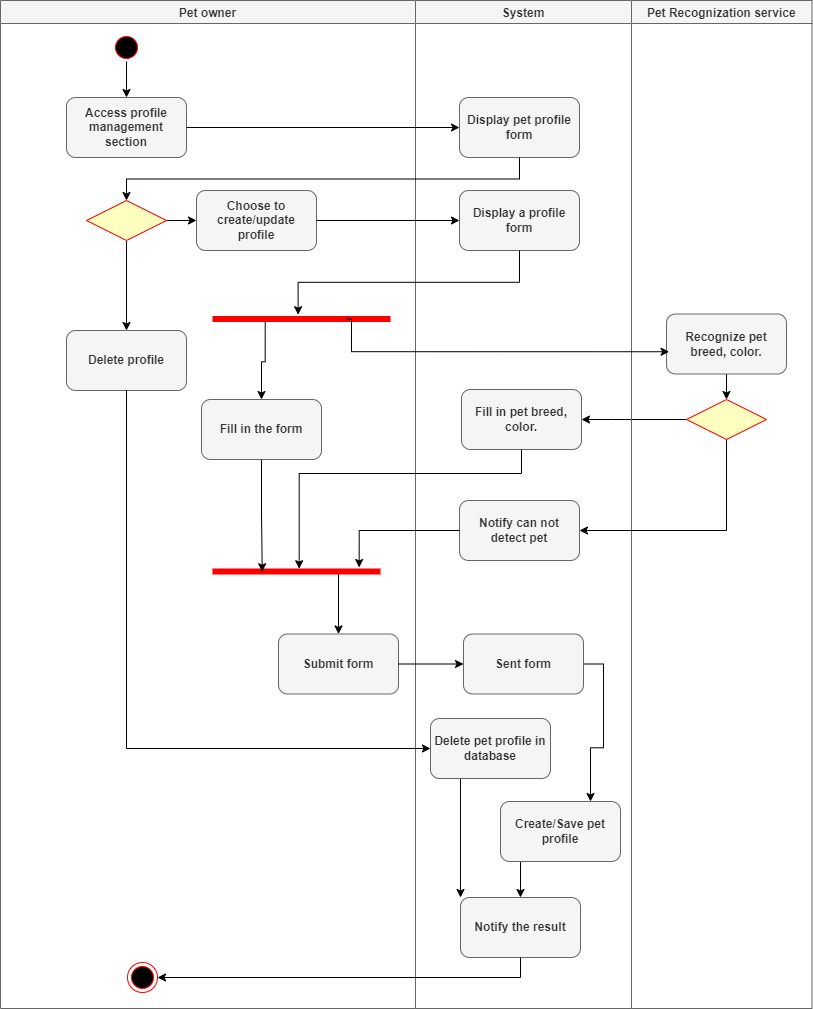 Pet owner
System
Pet Recognization service
Access profile
management
section
Display pet profile
form
Choose to
create/update
profile
Display a profile
form
Recognize pet
breed, color.
Delete profile
Fill in the form
Fill in pet breed,
color.
Notify can not
detect pet
Submit form
Sent form
Delete pet profile in
database
Create/Save pet
profile
Notify the result